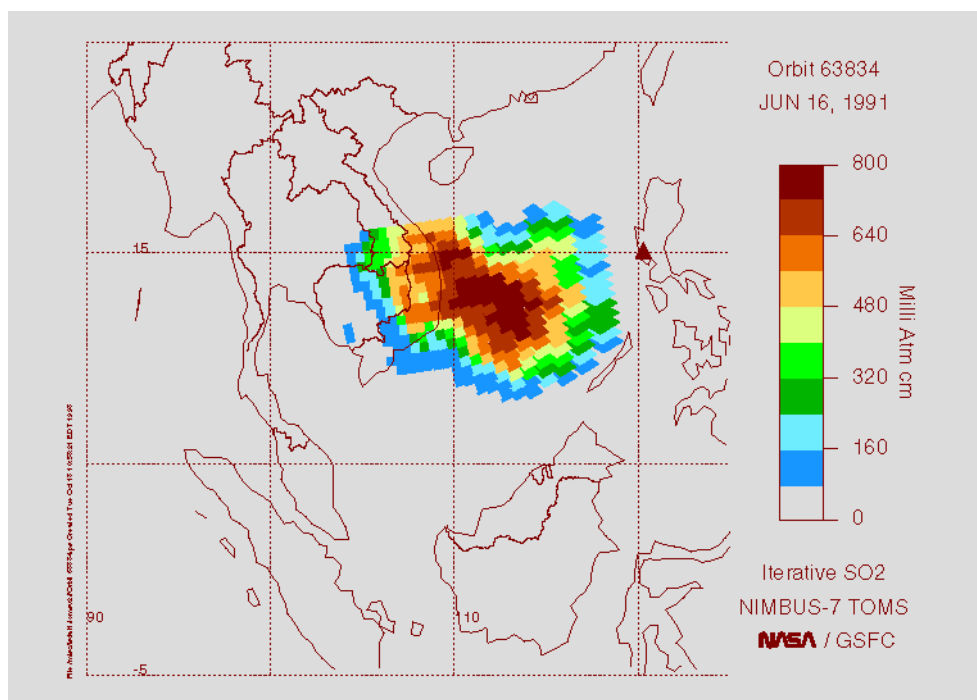 Orbit 63834
JUN 16, 1991
800
640
480
320
160
0
Milli Atm cm
15
90
110
-5
Iterative SO2
NIMBUS-7 TOMS
NASA / GSFC